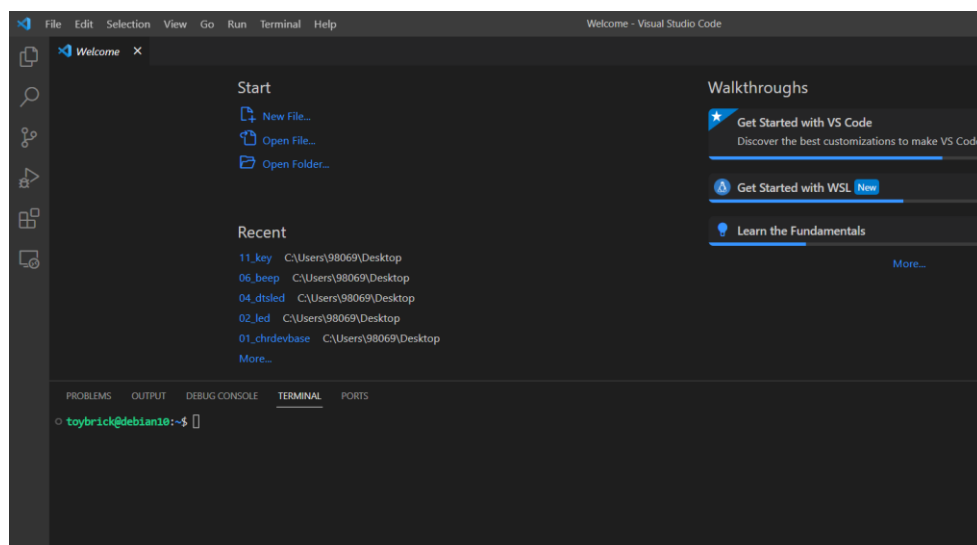 File Edit Selection View Go Run Terminal Help Welcome - Visual Studio Code
Welcome
Start
New File...
Open File...
Open Folder...
Recent
11_key C:\Users\98069\Desktop
06_beep C:\Users\98069\Desktop
04_dtsled C:\Users\98069\Desktop
02_led C:\Users\98069\Desktop
01_chrdevbase C:\Users\98069\Desktop
More...
Walkthroughs
Get Started with VS Code
Discover the best customizations to make VS Code
Get Started with WSL New
Learn the Fundamentals
More...
PROBLEMS OUTPUT DEBUG CONSOLE TERMINAL PORTS
toybrick@debian10:~$